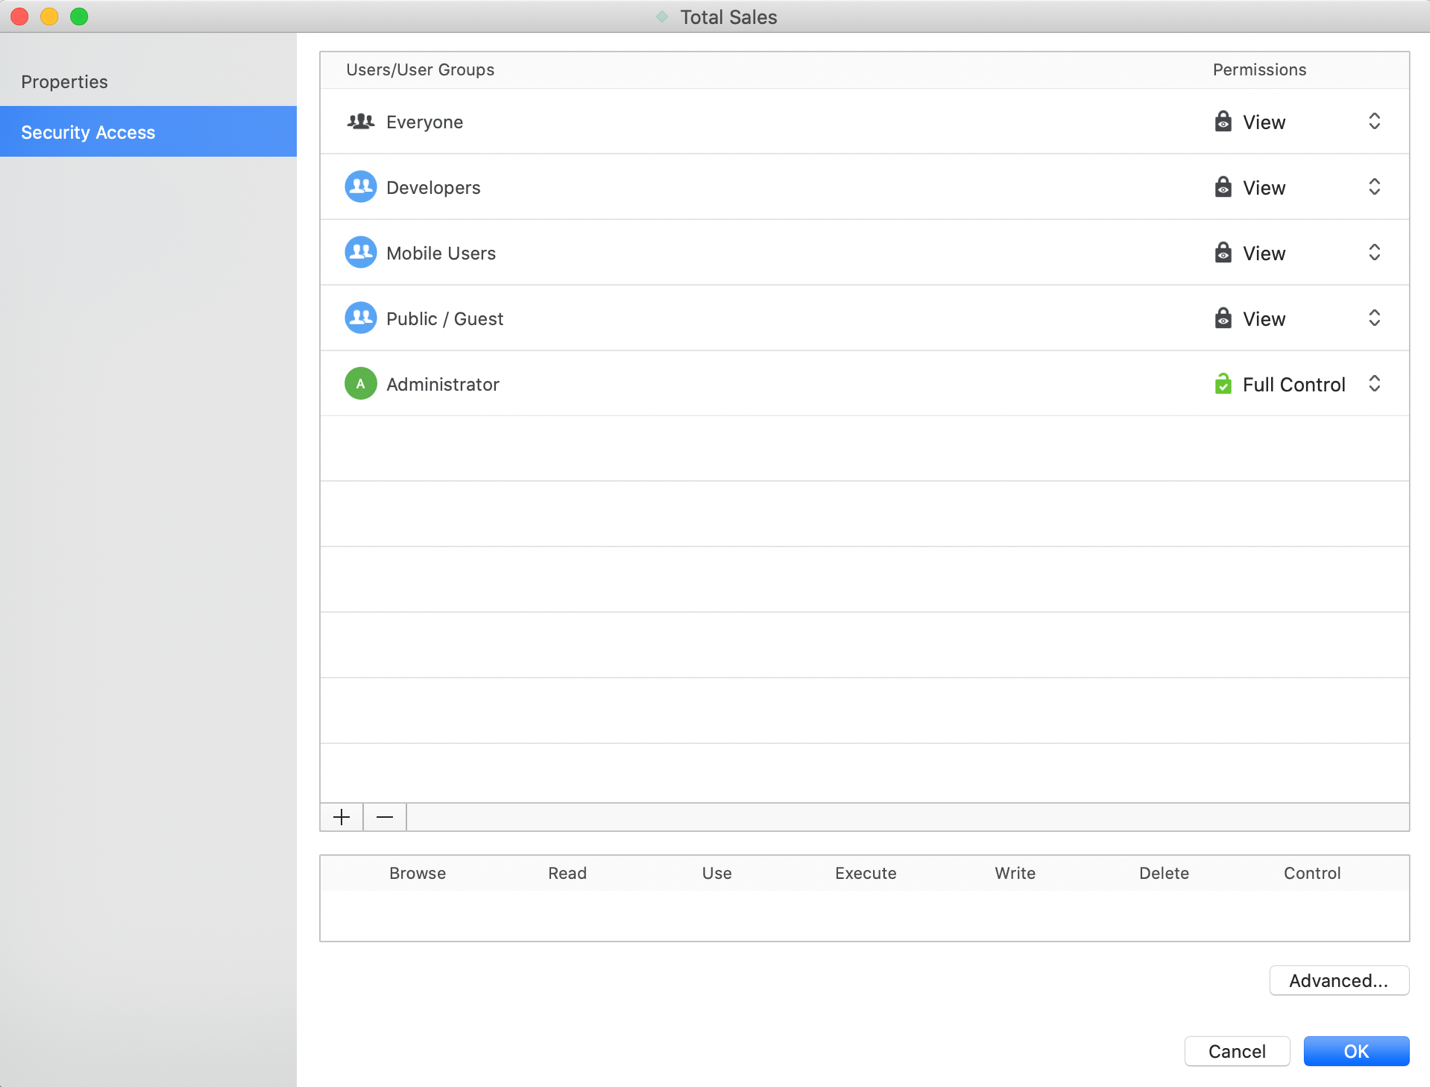 Total Sales
Properties
Security Access
Users/User Groups Permissions
Everyone View
Developers View
Mobile Users View
Public / Guest View
A Administrator Full Control
Browse Read Use Execute Write Delete Control
Advanced...
Cancel OK